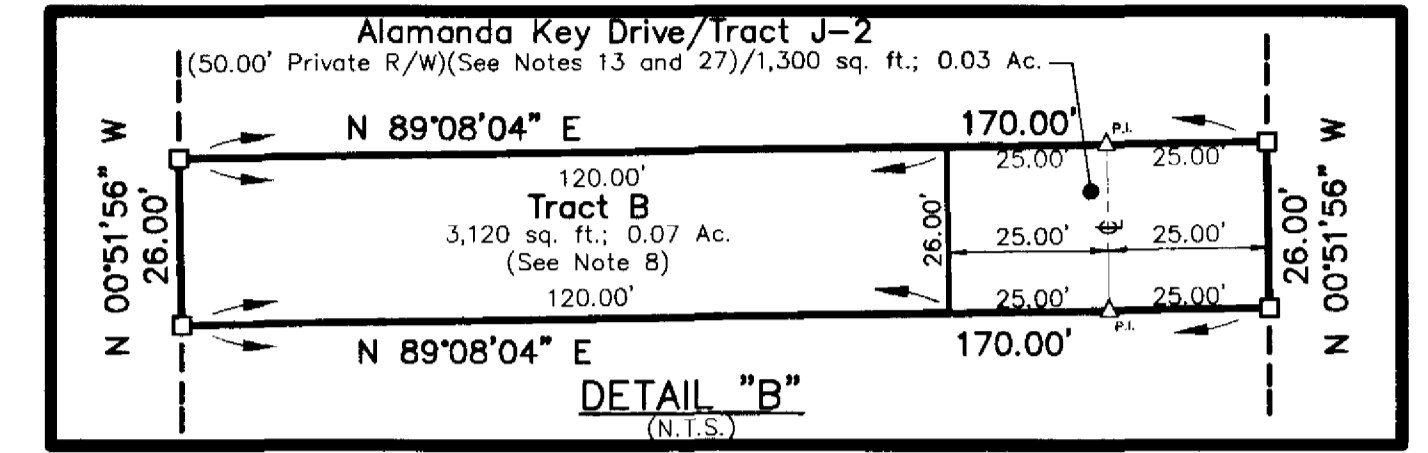 Alamanda Key Drive/Tract J-2
(50.00' Private R/W)(See Notes 13 and 27)/1,300 sq. ft.; 0.03 Ac.
N 89°08'04" E
170.00'
P.I.
25.00'
25.00'
120.00'
Tract B
3,120 sq. ft.; 0.07 Ac.
(See Note 8)
120.00'
N 00°51'56" W
26.00'
26.00'
25.00'
℄
25.00'
26.00'
N 00°51'56" W
25.00'
25.00'
P.I.
N 89°08'04" E
170.00'
DETAIL "B"
(N.T.S.)